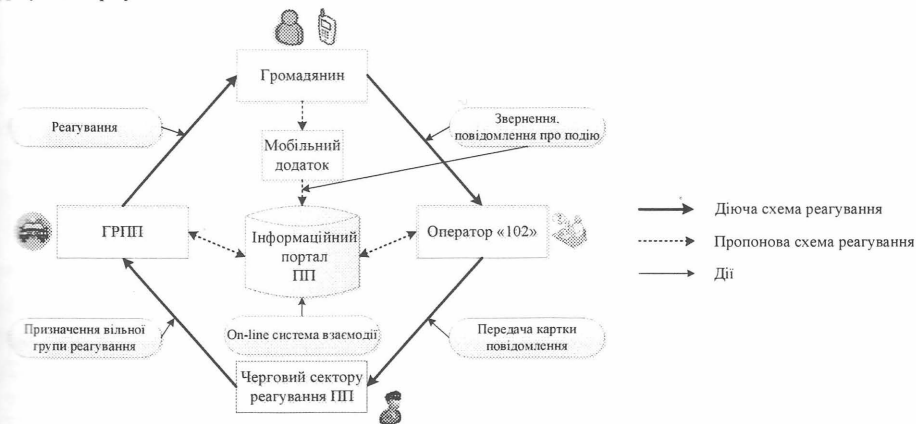 Громадянин
Реагування
Звернення,
повідомлення про подію
Мобільний
додаток
ГРПП
Інформаційний
портал
ПП
Оператор «102»
Діюча схема реагування
Пропонова схема реагування
Дії
Призначення вільної
групи реагування
On-line система взаємодії
Передача картки
повідомлення
Черговий сектору
реагування ПП